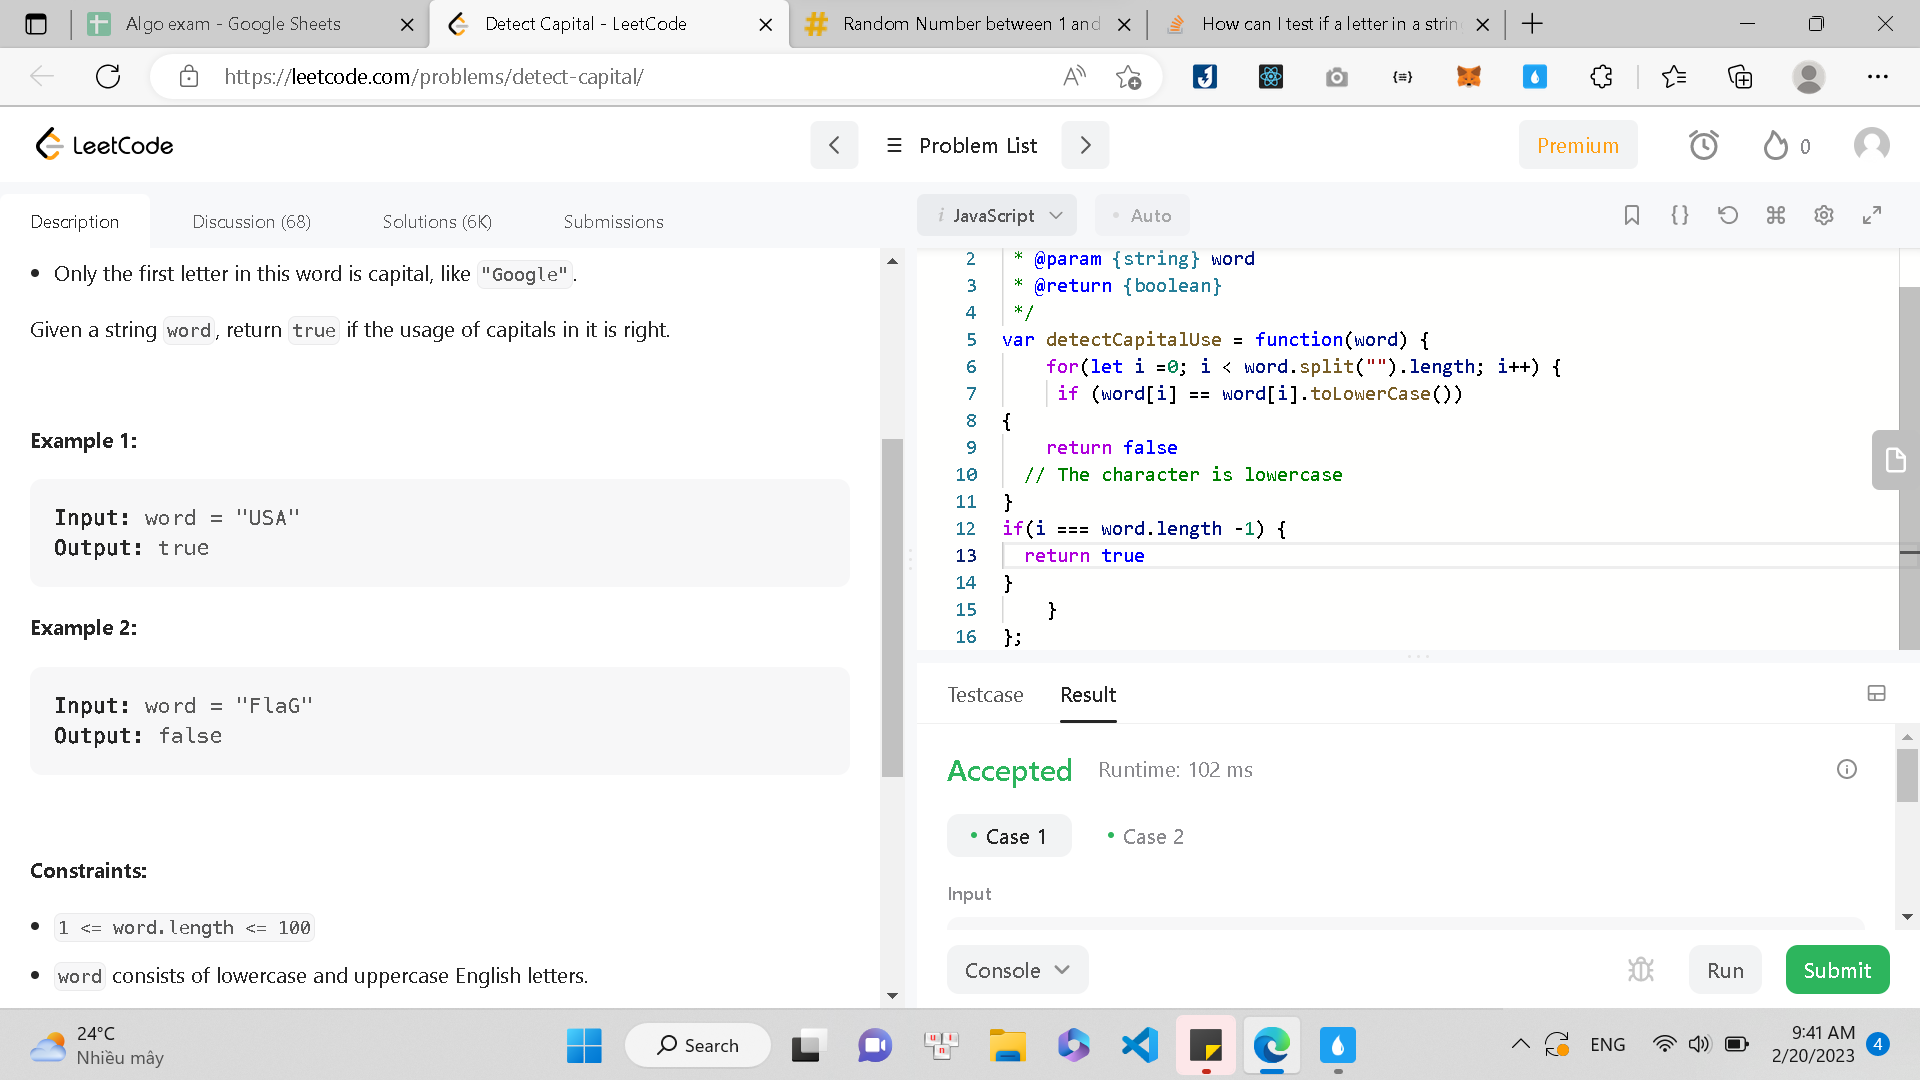 Algo exam - Google Sheets
Detect Capital - LeetCode
Random Number between 1 and
How can I test if a letter in a strin
https://leetcode.com/problems/detect-capital/
LeetCode
Problem List
Premium
0
Description
Discussion (68)
Solutions (6K)
Submissions
• Only the first letter in this word is capital, like "Google".
Given a string word, return true if the usage of capitals in it is right.
Example 1:
Input: word = "USA"
Output: true
Example 2:
Input: word = "FlaG"
Output: false
Constraints:
• 1 <= word.length <= 100
• word consists of lowercase and uppercase English letters.
i JavaScript
• Auto
2 * @param {string} word
3 * @return {boolean}
4 */
5 var detectCapitalUse = function(word) {
6 for(let i =0; i < word.split("").length; i++) {
7 if (word[i] == word[i].toLowerCase())
8 {
9 return false
10 // The character is lowercase
11 }
12 if(i === word.length -1) {
13 return true
14 }
15 }
16 };
Testcase
Result
Accepted Runtime: 102 ms
• Case 1
• Case 2
Input
Console
Run
Submit
24°C
Nhiều mây
Search
ENG
9:41 AM
2/20/2023
4